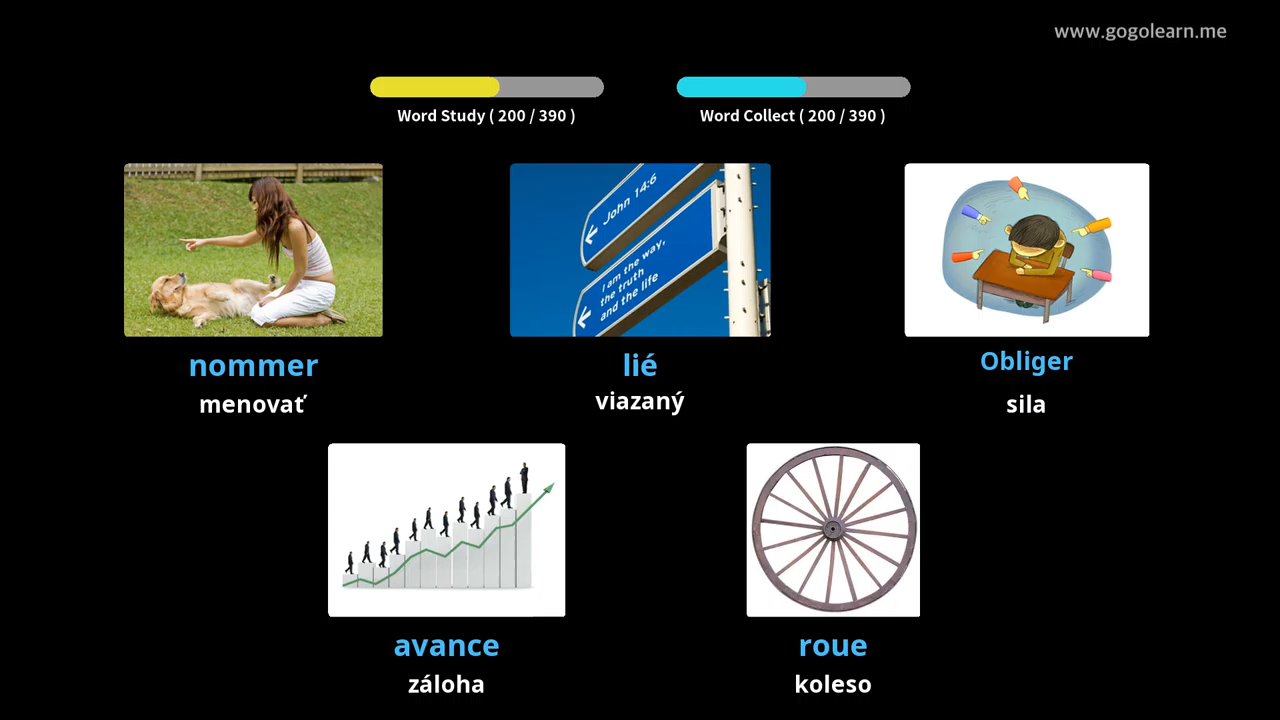 www.gogolearn.me
Word Study ( 200 / 390 )
Word Collect ( 200 / 390 )
John 14:6
I am the way,
the truth
and the life
nommer
menovať
lié
viazaný
Obliger
sila
avance
záloha
roue
koleso